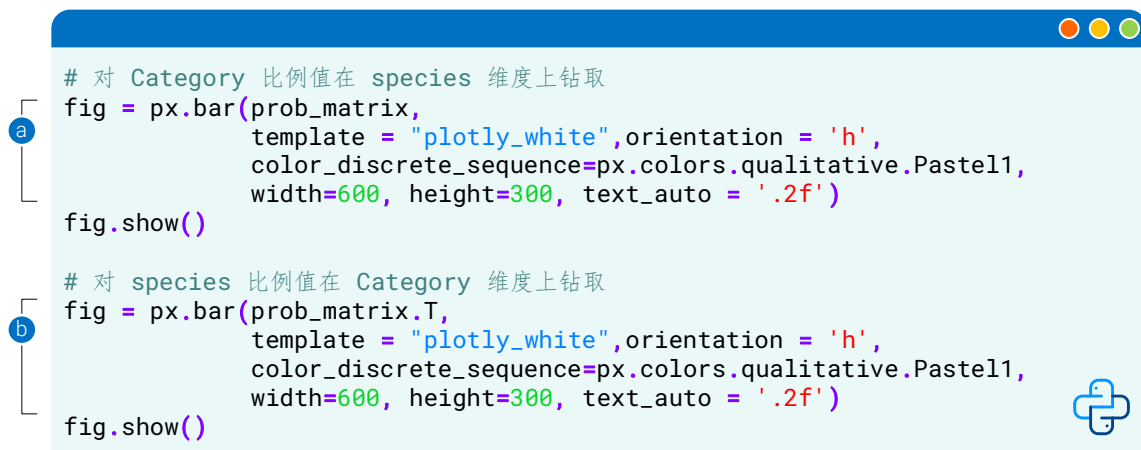 # 对 Category 比例值在 species 维度上钻取
a
fig = px.bar(prob_matrix,
template = "plotly_white",orientation = 'h',
color_discrete_sequence=px.colors.qualitative.Pastel1,
width=600, height=300, text_auto = '.2f')
fig.show()
# 对 species 比例值在 Category 维度上钻取
b
fig = px.bar(prob_matrix.T,
template = "plotly_white",orientation = 'h',
color_discrete_sequence=px.colors.qualitative.Pastel1,
width=600, height=300, text_auto = '.2f')
fig.show()